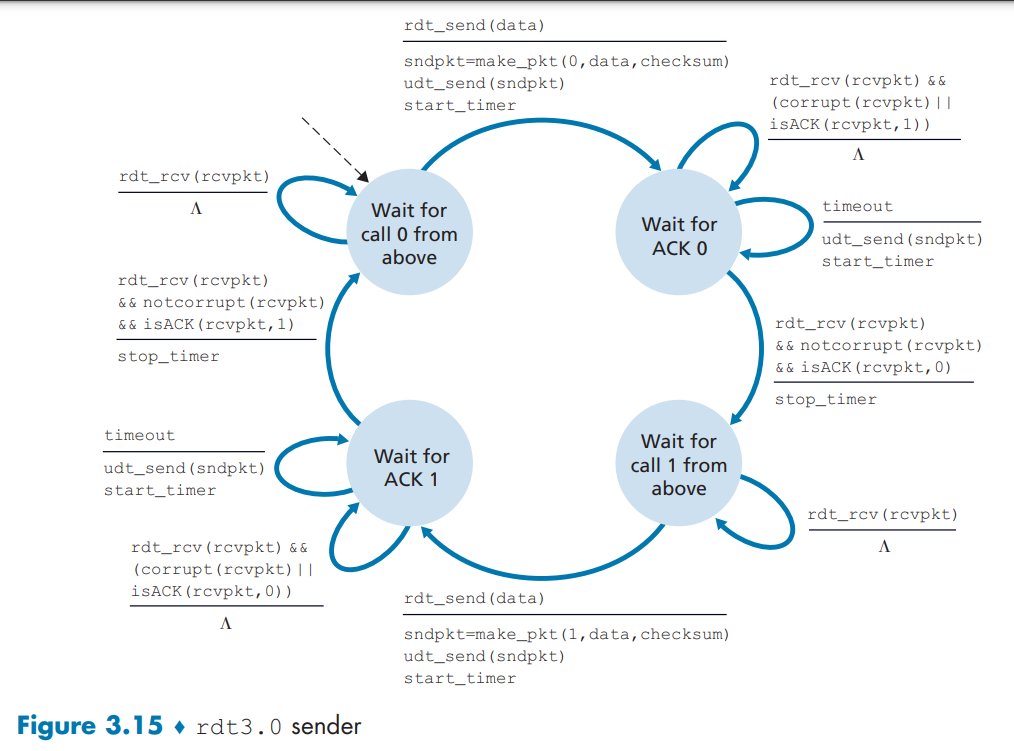 rdt_send(data)
sndpkt=make_pkt(0,data,checksum)
udt_send(sndpkt)
start_timer
rdt_rcv(rcvpkt) &&
(corrupt(rcvpkt)||
isACK(rcvpkt,1))
Λ
rdt_rcv(rcvpkt)
Λ
Wait for
call 0 from
above
Wait for
ACK 0
timeout
udt_send(sndpkt)
start_timer
rdt_rcv(rcvpkt)
&& notcorrupt(rcvpkt)
&& isACK(rcvpkt,1)
stop_timer
rdt_rcv(rcvpkt)
&& notcorrupt(rcvpkt)
&& isACK(rcvpkt,0)
stop_timer
timeout
udt_send(sndpkt)
start_timer
Wait for
ACK 1
Wait for
call 1 from
above
rdt_rcv(rcvpkt)
Λ
rdt_rcv(rcvpkt) &&
(corrupt(rcvpkt)||
isACK(rcvpkt,0))
Λ
rdt_send(data)
sndpkt=make_pkt(1,data,checksum)
udt_send(sndpkt)
start_timer
Figure 3.15 ♦ rdt3.0 sender